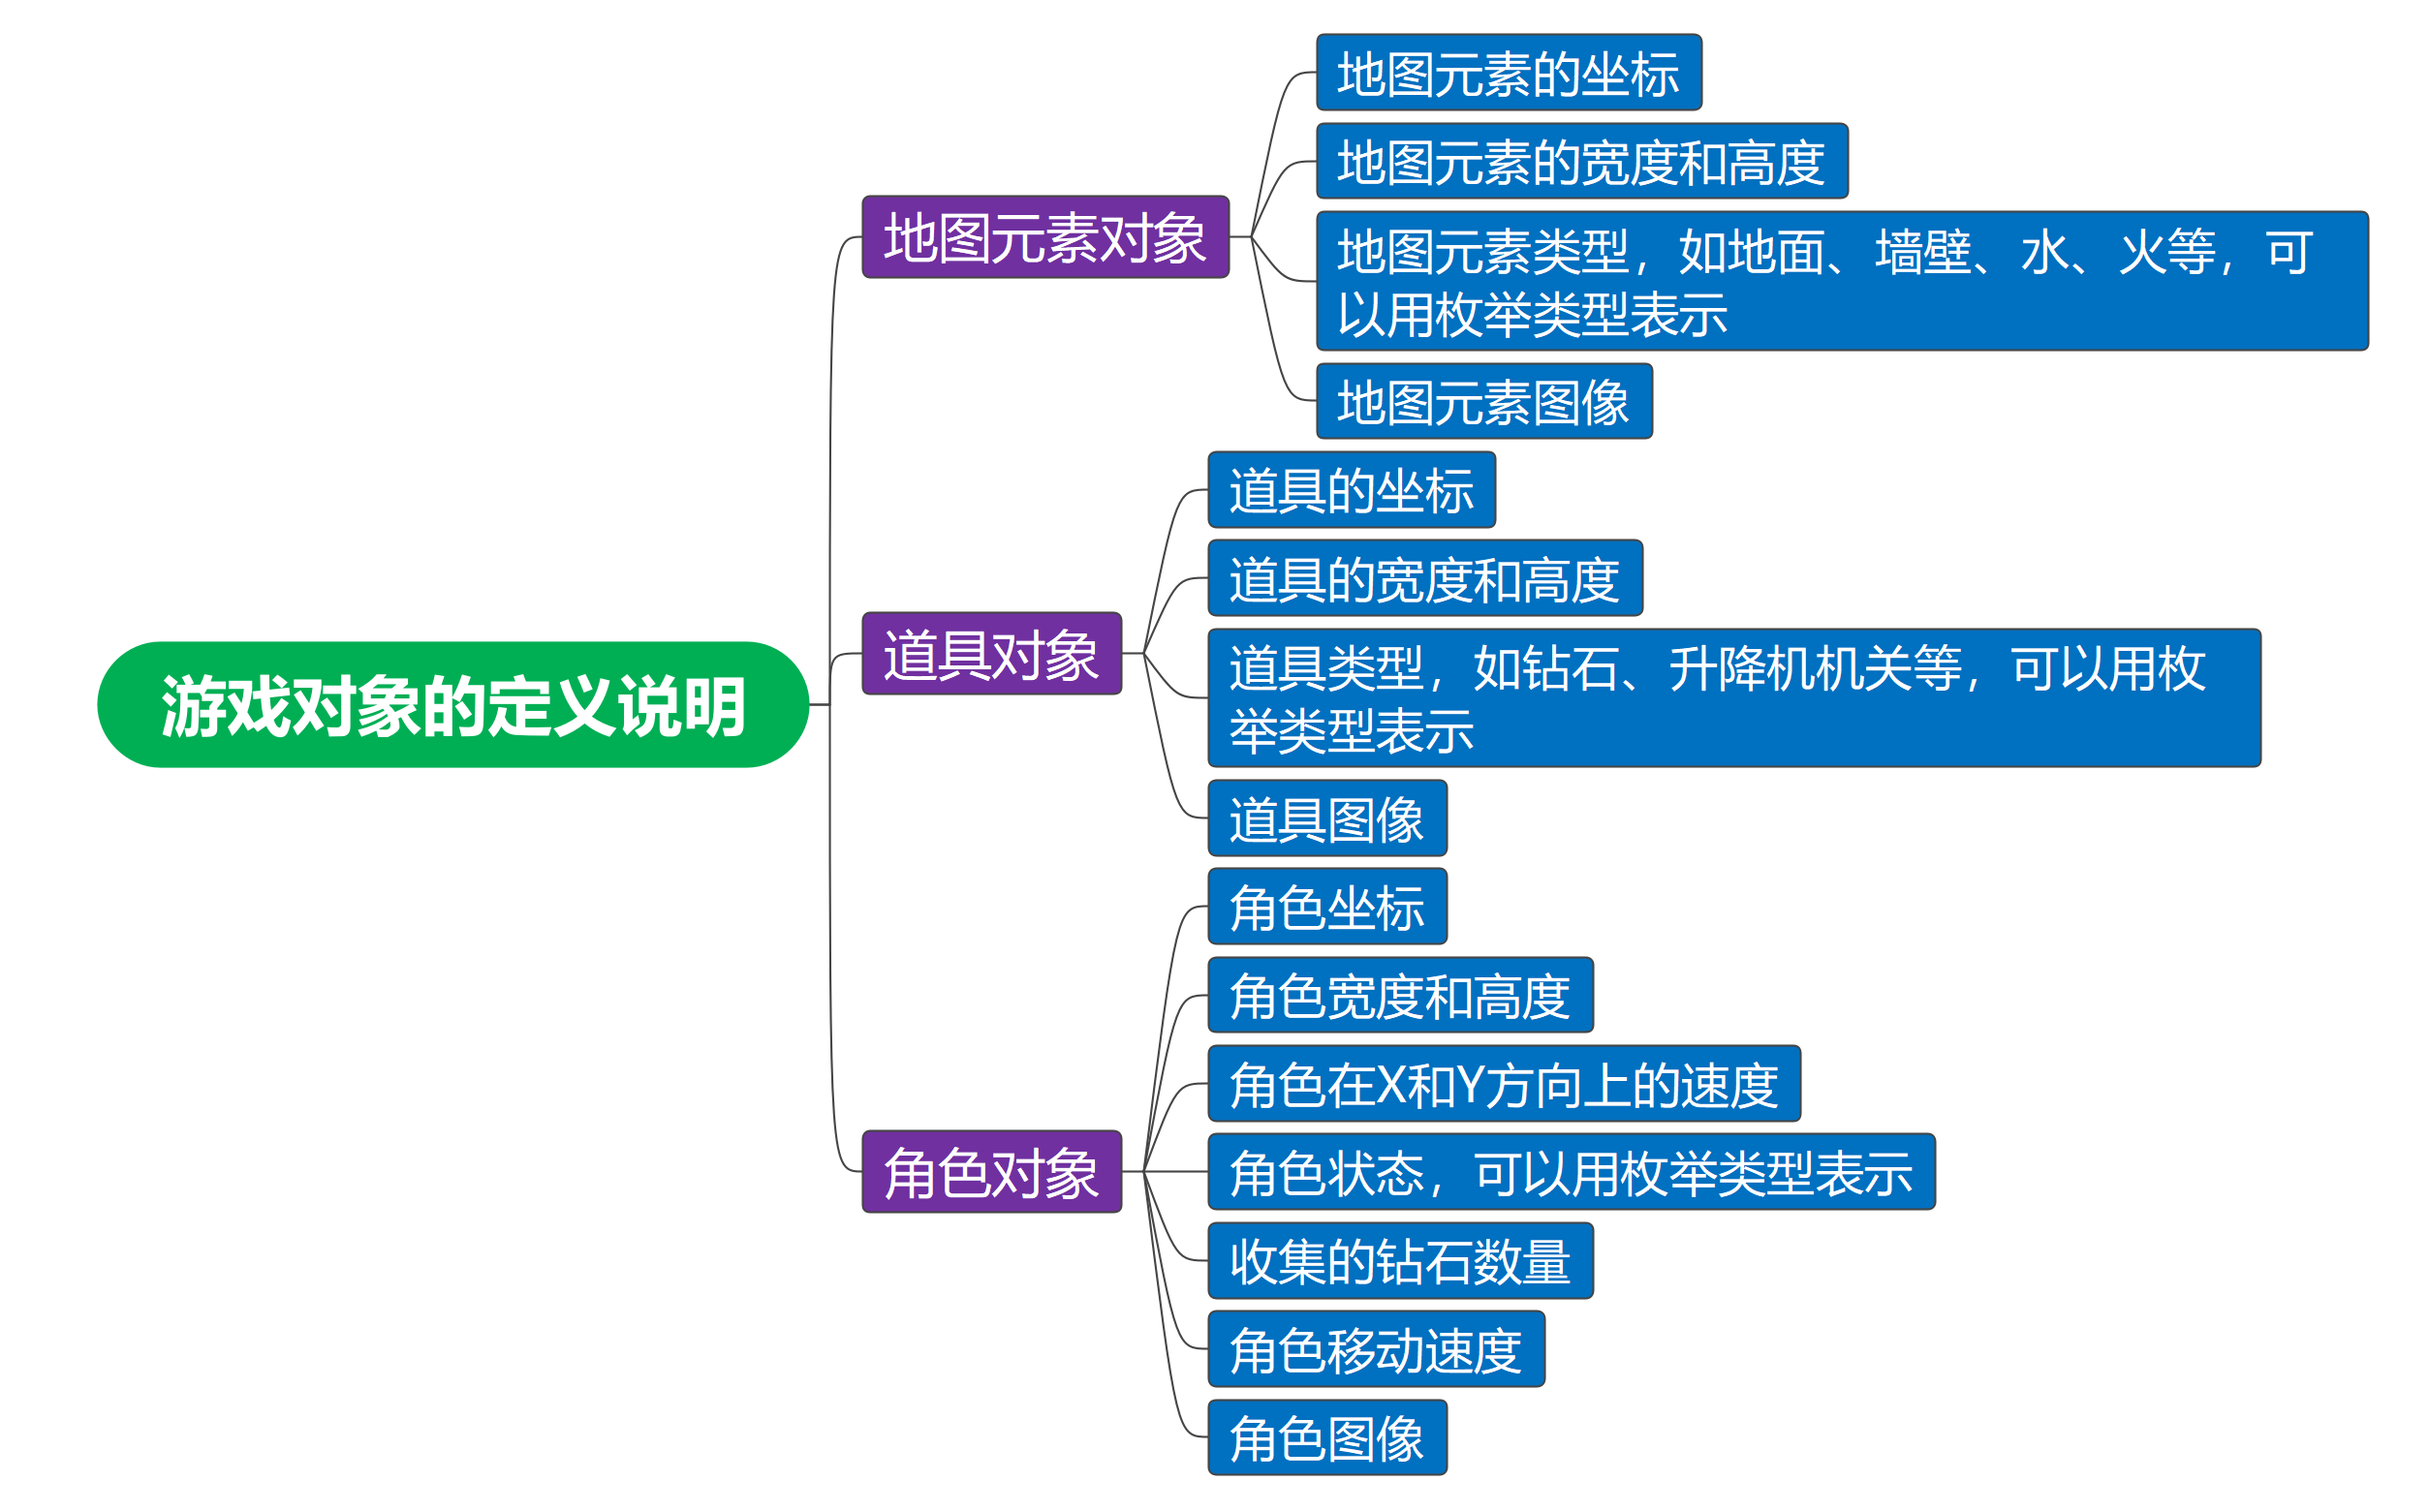 游戏对象的定义说明
地图元素对象
地图元素的坐标
地图元素的宽度和高度
地图元素类型，如地面、墙壁、水、火等，可
以用枚举类型表示
地图元素图像
道具对象
道具的坐标
道具的宽度和高度
道具类型，如钻石、升降机机关等，可以用枚
举类型表示
道具图像
角色对象
角色坐标
角色宽度和高度
角色在X和Y方向上的速度
角色状态，可以用枚举类型表示
收集的钻石数量
角色移动速度
角色图像